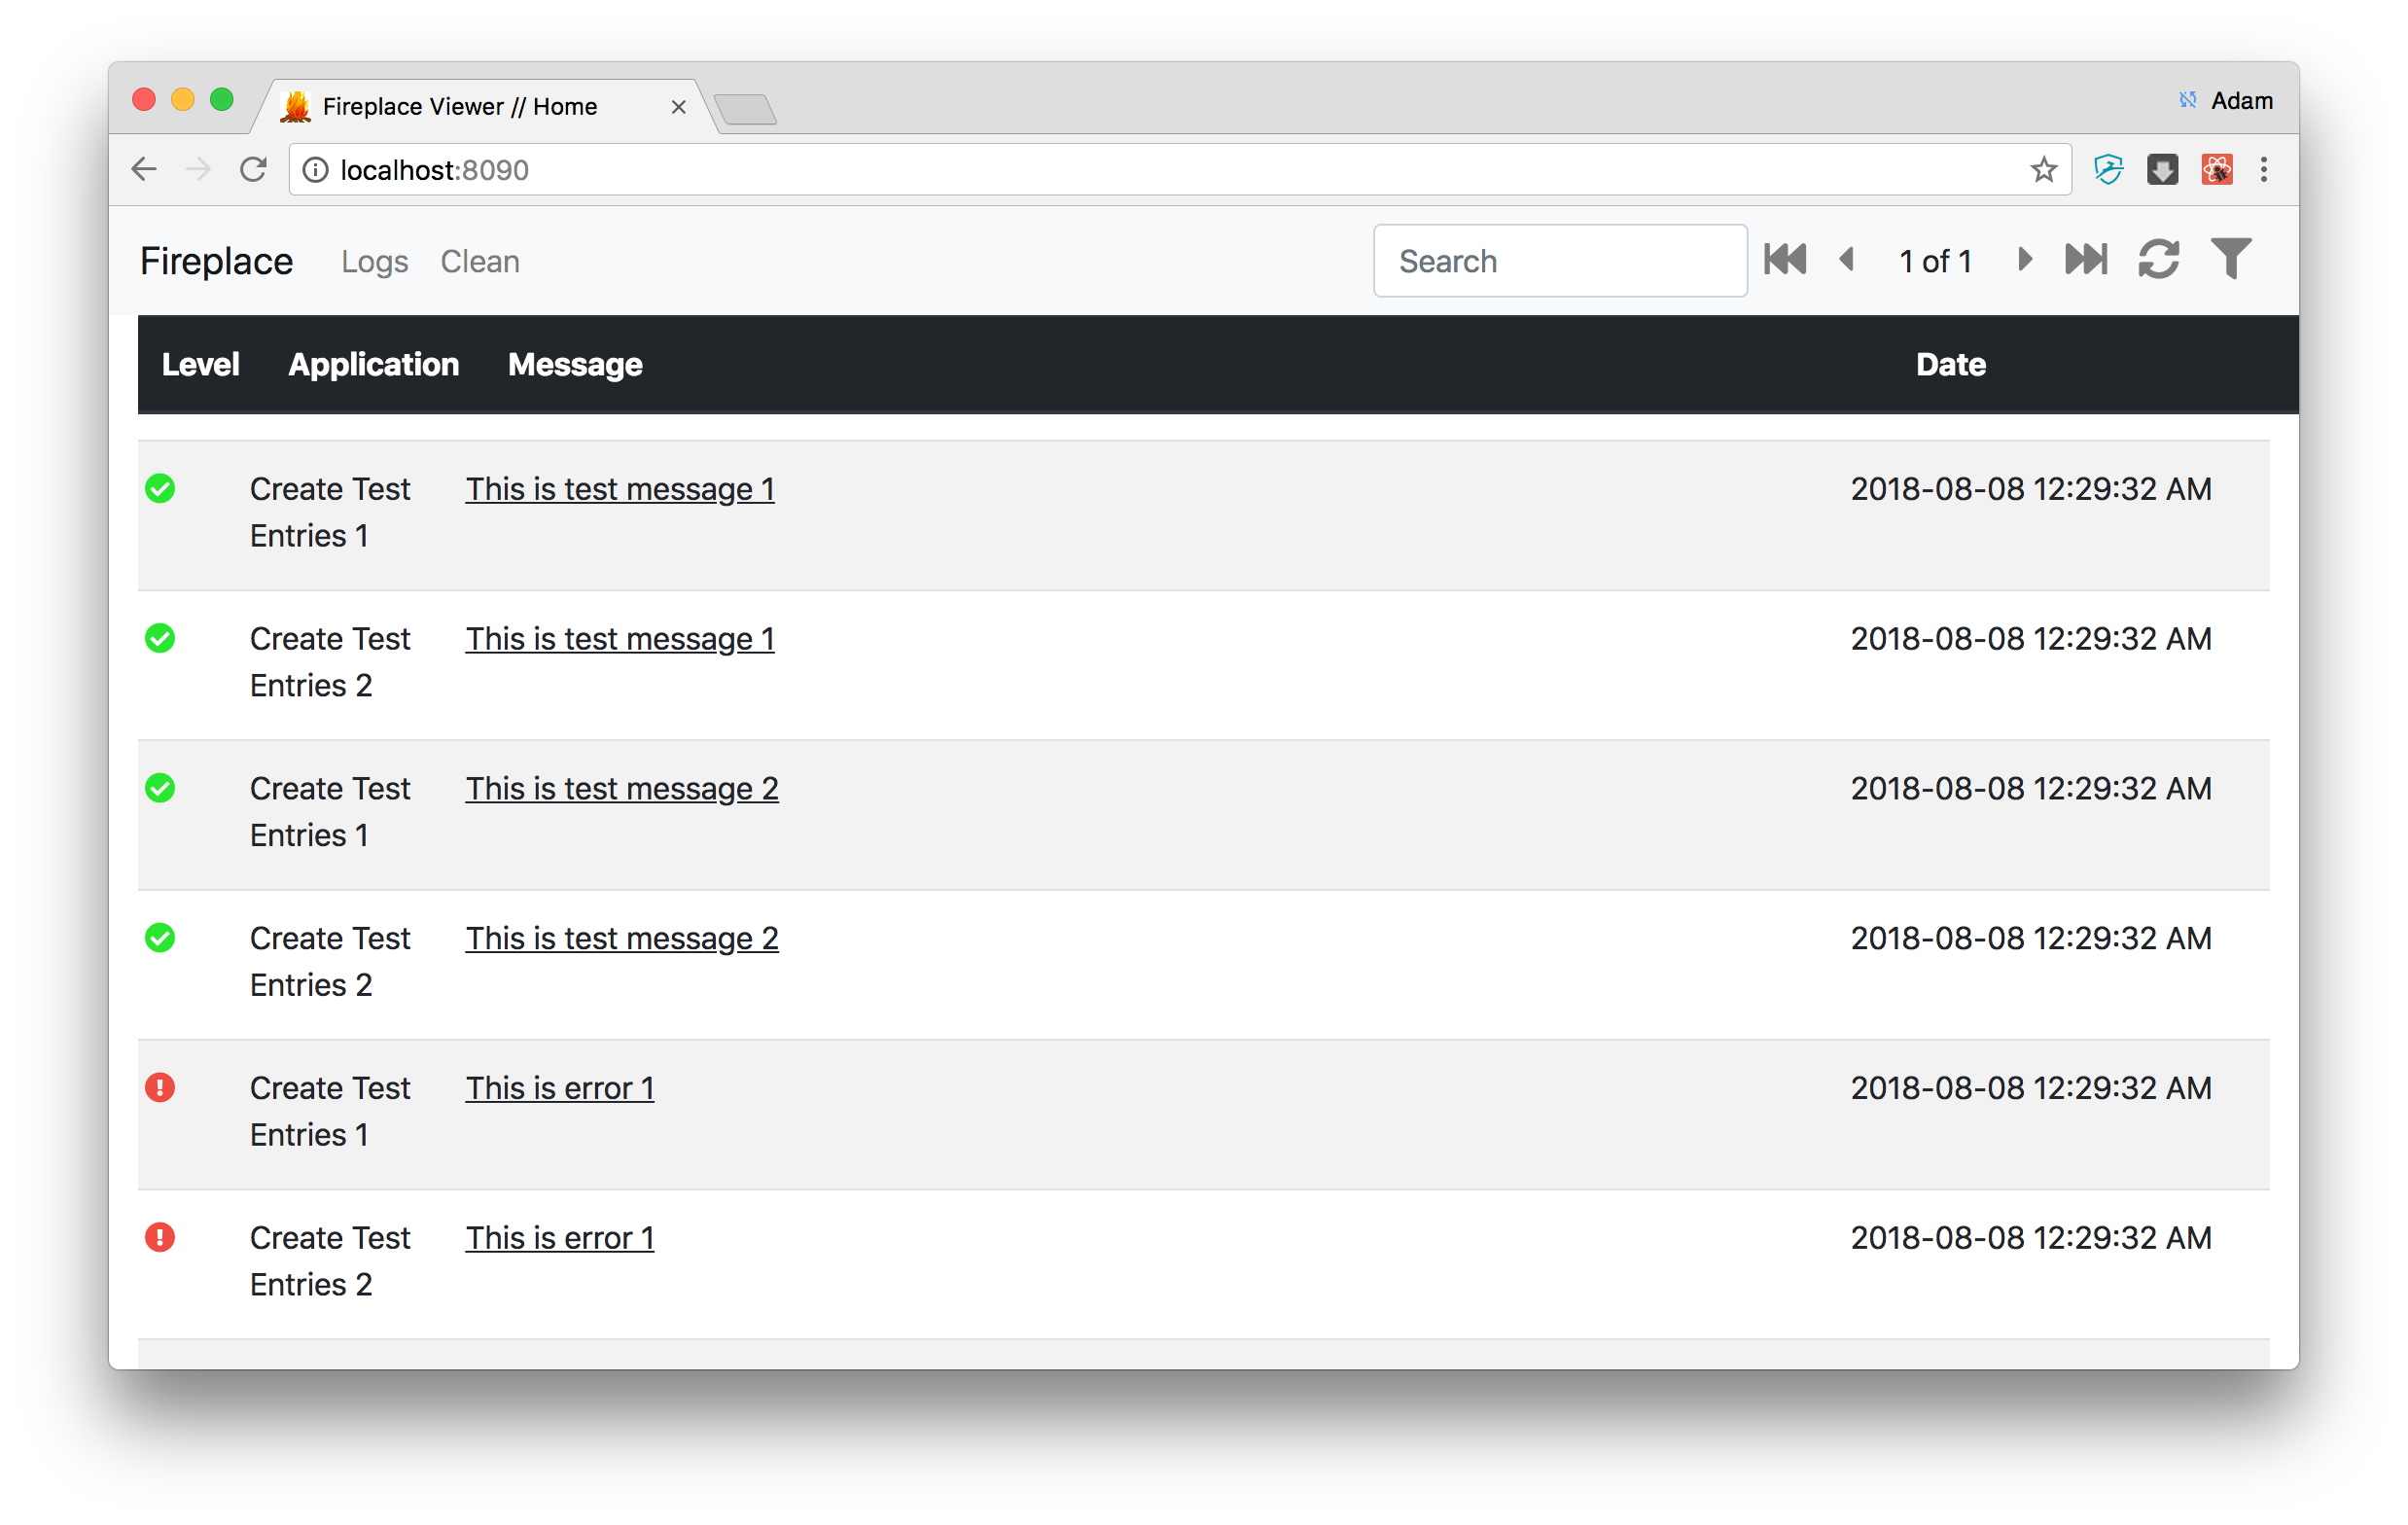 Fireplace Viewer // Home
Adam
localhost:8090
Fireplace Logs Clean Search 1 of 1
Level Application Message Date
Create Test This is test message 1 2018-08-08 12:29:32 AM
Entries 1
Create Test This is test message 1 2018-08-08 12:29:32 AM
Entries 2
Create Test This is test message 2 2018-08-08 12:29:32 AM
Entries 1
Create Test This is test message 2 2018-08-08 12:29:32 AM
Entries 2
Create Test This is error 1 2018-08-08 12:29:32 AM
Entries 1
Create Test This is error 1 2018-08-08 12:29:32 AM
Entries 2